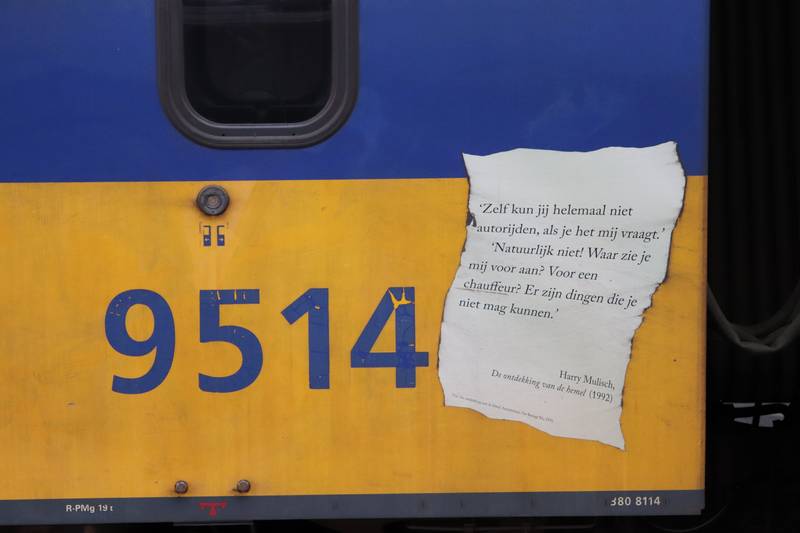 ‘Zelf kun jij helemaal niet
autorijden, als je het mij vraagt.’
‘Natuurlijk niet! Waar zie je
mij voor aan? Voor een
chauffeur? Er zijn dingen die je
niet mag kunnen.’
Harry Mulisch,
De ontdekking van de hemel (1992)
9514
R-PMg 19 t
380 8114